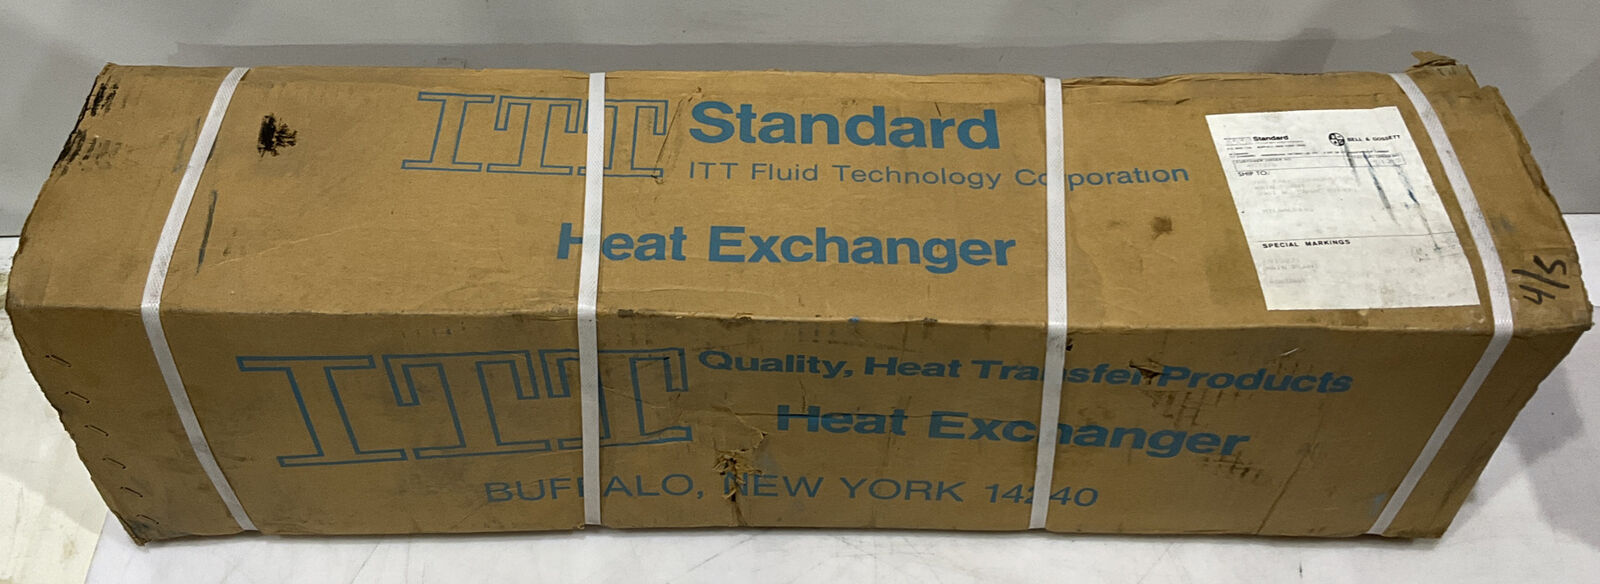 ITT Standard
ITT Fluid Technology Corporation
Heat Exchanger
Standard
BELL & GOSSETT
SHIP TO:
SPECIAL MARKINGS
4/5
ITT Quality, Heat Transfer Products
Heat Exchanger
BUFFALO, NEW YORK 14240